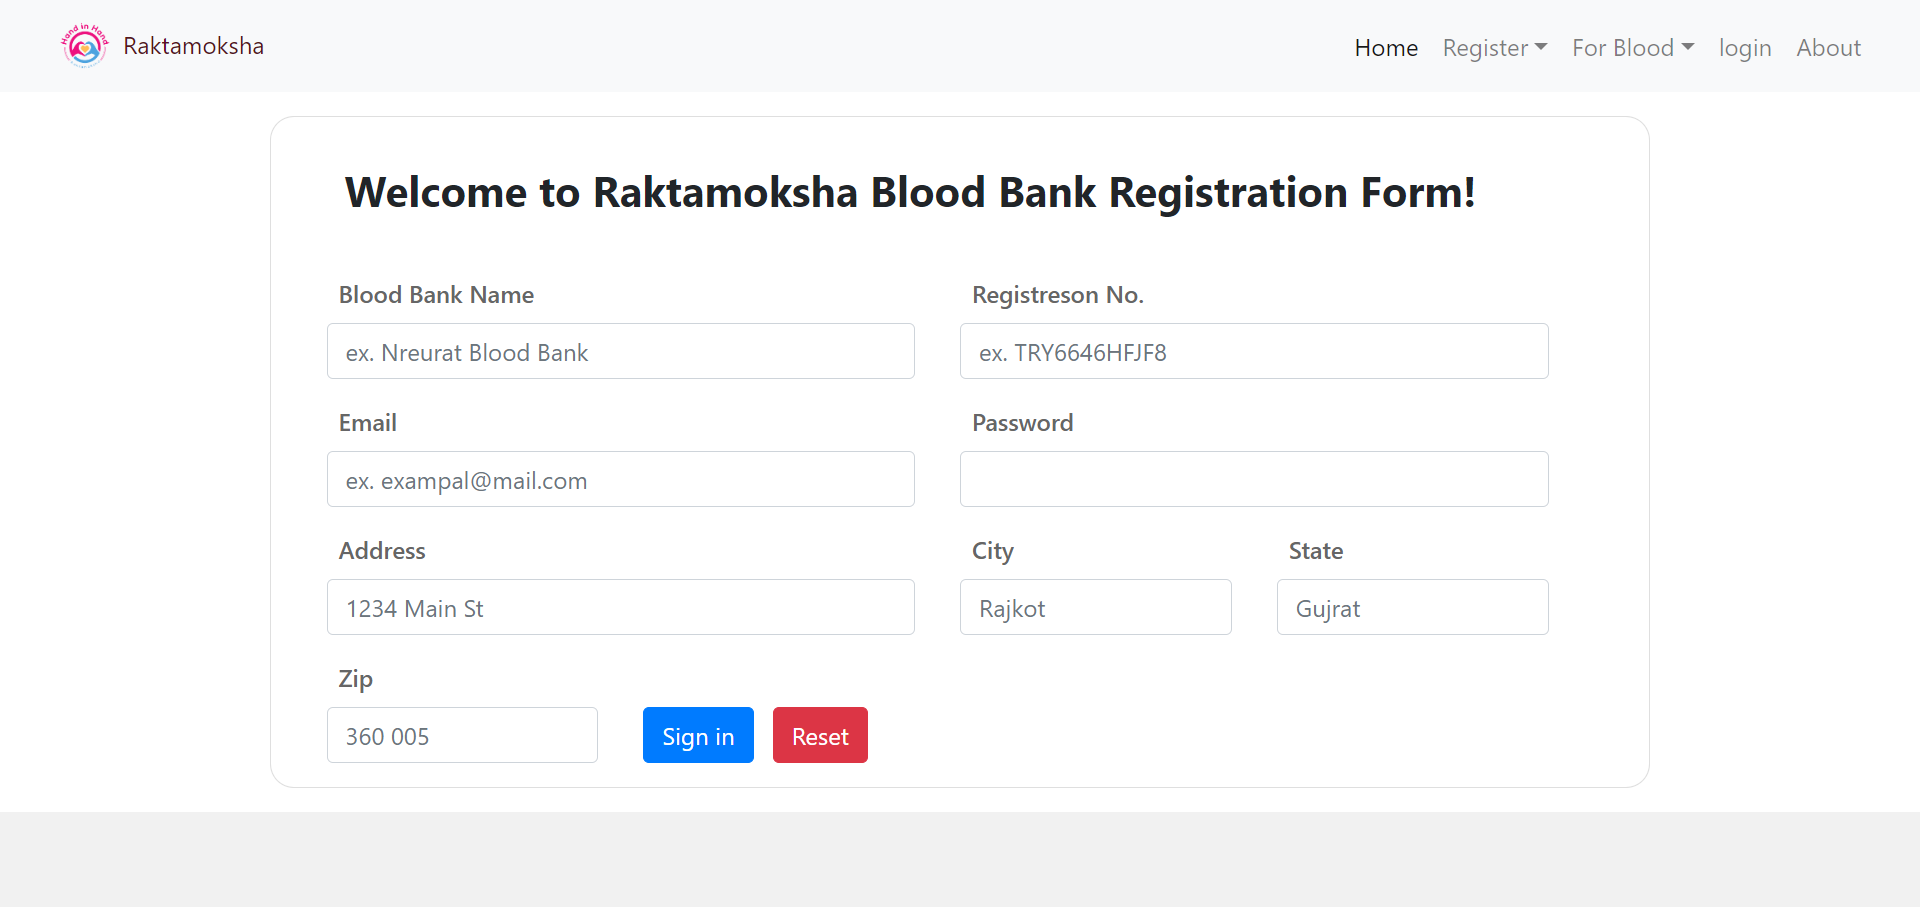 Hand in Hand
Raktamoksha
Home Register For Blood login About
Welcome to Raktamoksha Blood Bank Registration Form!
Blood Bank Name Registreson No.
ex. Nreurat Blood Bank ex. TRY6646HFJF8
Email Password
ex. exampal@mail.com
Address City State
1234 Main St Rajkot Gujrat
Zip
360 005 Sign in Reset